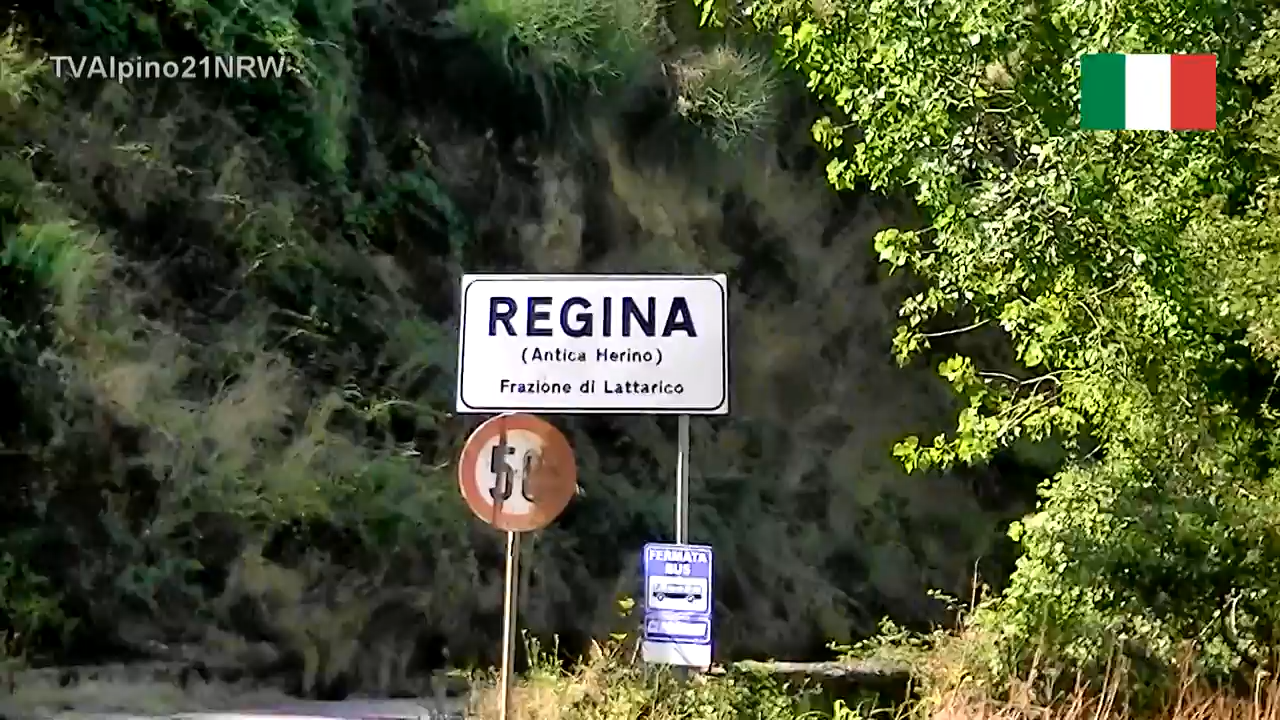 TVAlpino21NRW
REGINA
(Antica Herino)
Frazione di Lattarico
50
FERMATA
BUS